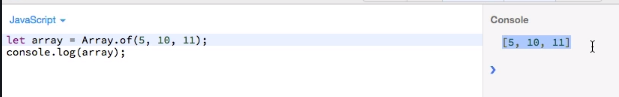 JavaScript
let array = Array.of(5, 10, 11);
console.log(array);
Console
[5, 10, 11]